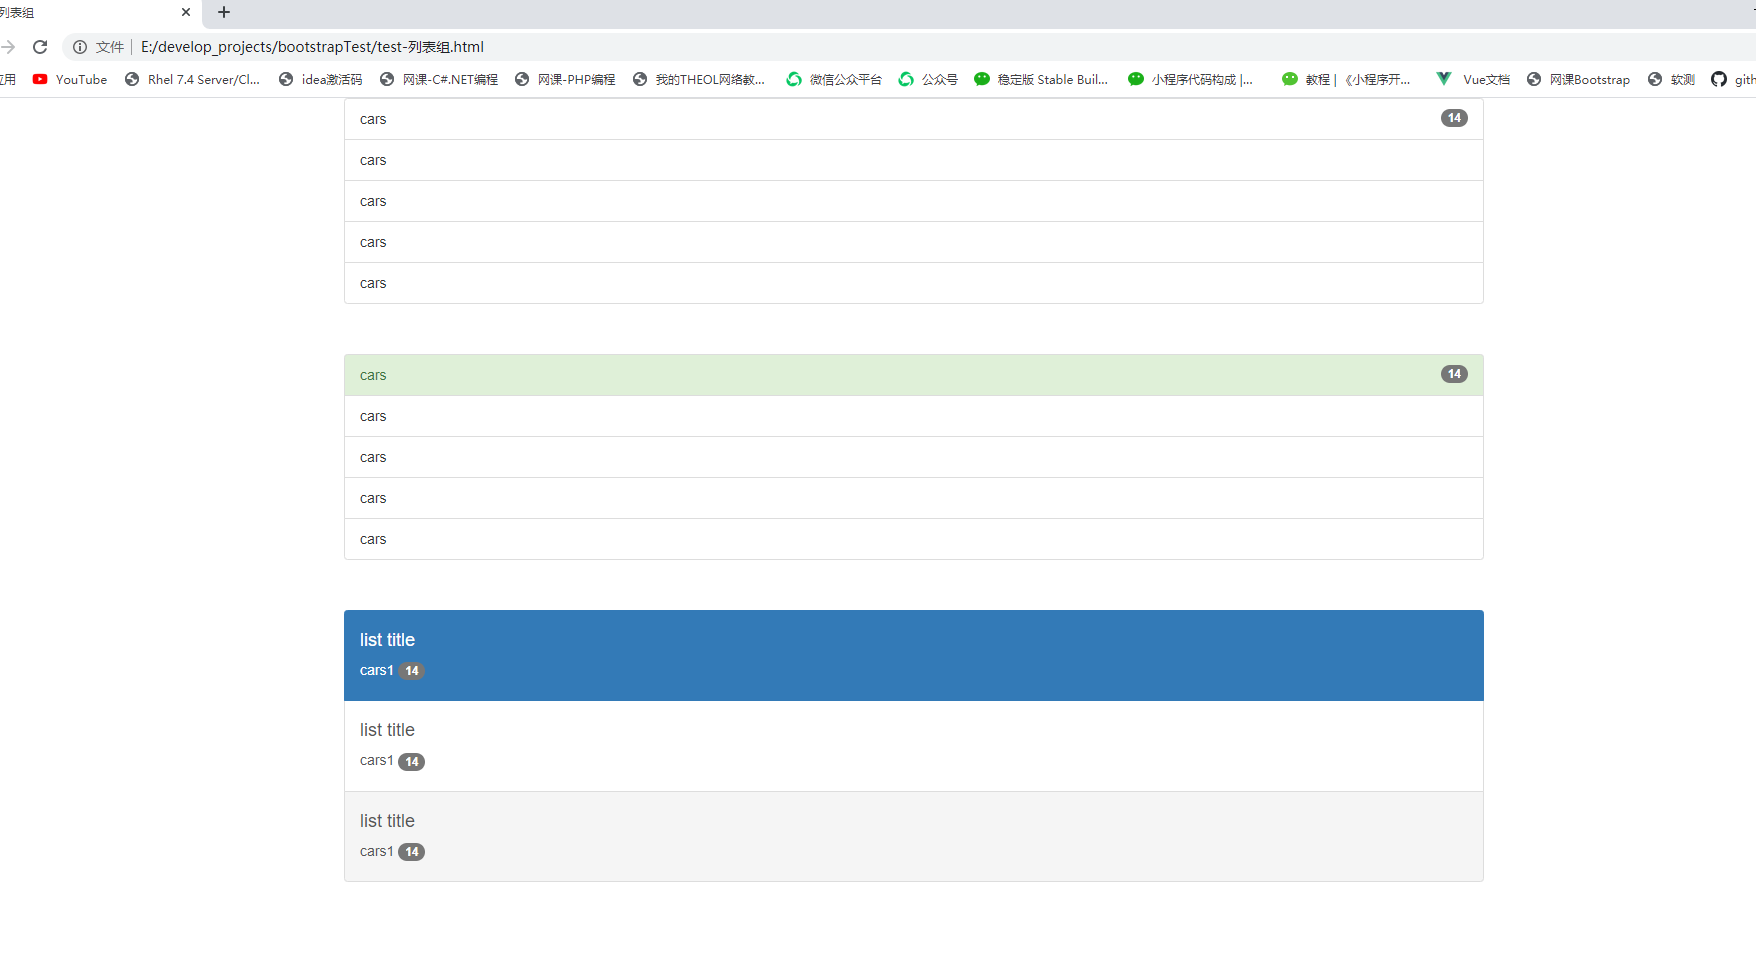 列表组
文件 E:/develop_projects/bootstrapTest/test-列表组.html
应用 YouTube Rhel 7.4 Server/Cl... idea激活码 网课-C#.NET编程 网课-PHP编程 我的THEOL网络教... 微信公众平台 公众号 稳定版 Stable Buil... 小程序代码构成 |... 教程 | 《小程序开... Vue文档 网课Bootstrap 软测 gith
cars 14
cars
cars
cars
cars
cars 14
cars
cars
cars
cars
list title
cars1 14
list title
cars1 14
list title
cars1 14